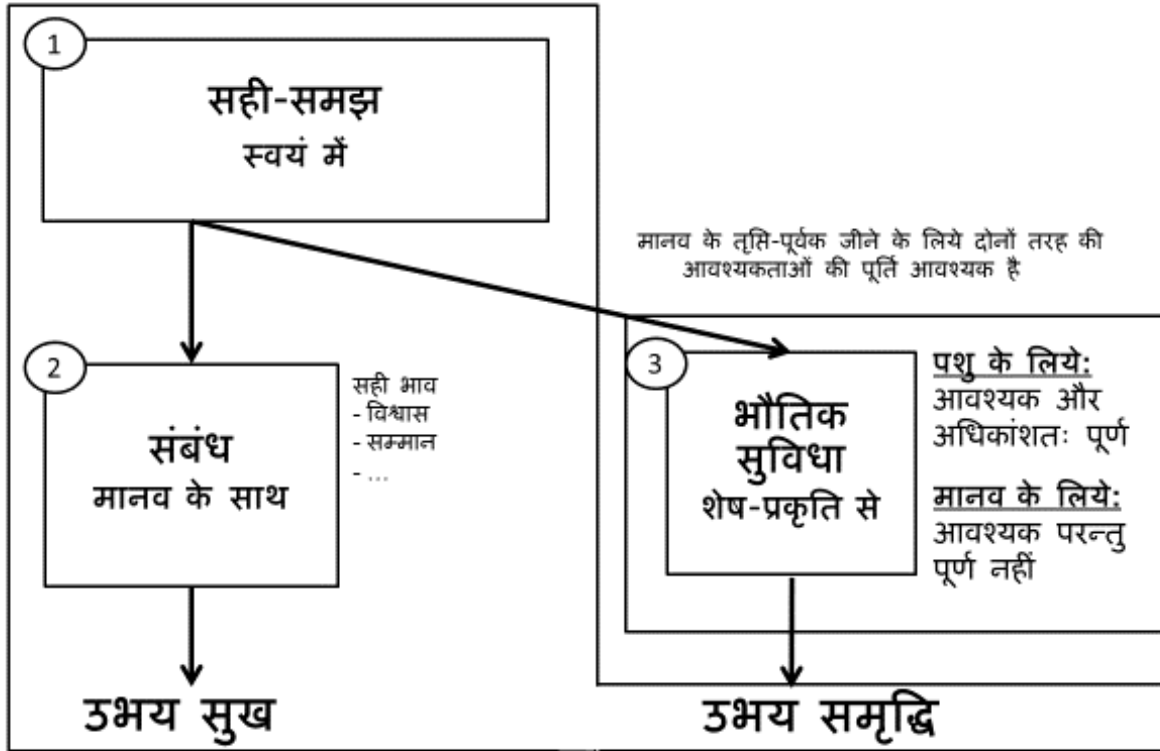 1
सही-समझ
स्वयं में
मानव के तृप्ति-पूर्वक जीने के लिये दोनों तरह की
आवश्यकताओं की पूर्ति आवश्यक है
2
संबंध
मानव के साथ
सही भाव
- विश्वास
- सम्मान
- ...
3
भौतिक
सुविधा
शेष-प्रकृति से
पशु के लिये:
आवश्यक और
अधिकांशतः पूर्ण
मानव के लिये:
आवश्यक परन्तु
पूर्ण नहीं
उभय सुख
उभय समृद्धि